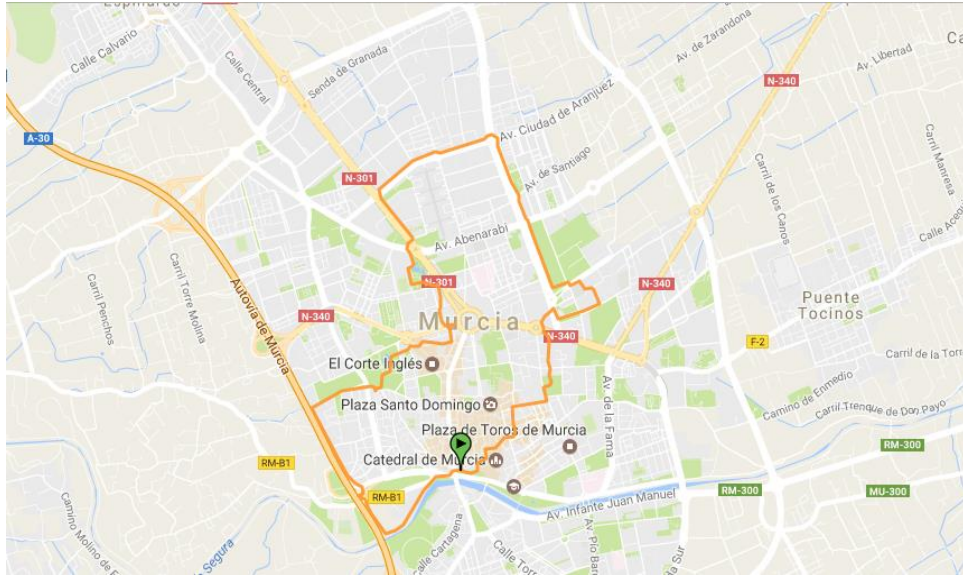 Espinardo
Calle Calvario
Calle Central
Senda de Granada
Av. de Zarandona
Av. Libertad
N-340
A-30
Av. Ciudad de Aranjuez
Av. de Santiago
N-301
Carril de los Canos
Carril Manresa
Av. Abenarabi
Carril Torre Molina
Carril Penchos
Autovía de Murcia
N-301
N-340
N-340
Murcia
N-340
Puente
Tocinos
F-2
El Corte Inglés
Carril de la Torre
Camino de Enmedio
Carril Trenque de Don Payo
Av. de la Fama
Plaza Santo Domingo
Plaza de Toros de Murcia
Catedral de Murcia
RM-B1
RM-B1
RM-300
RM-300
MU-300
Av. Infante Juan Manuel
Calle Cartagena
Segura